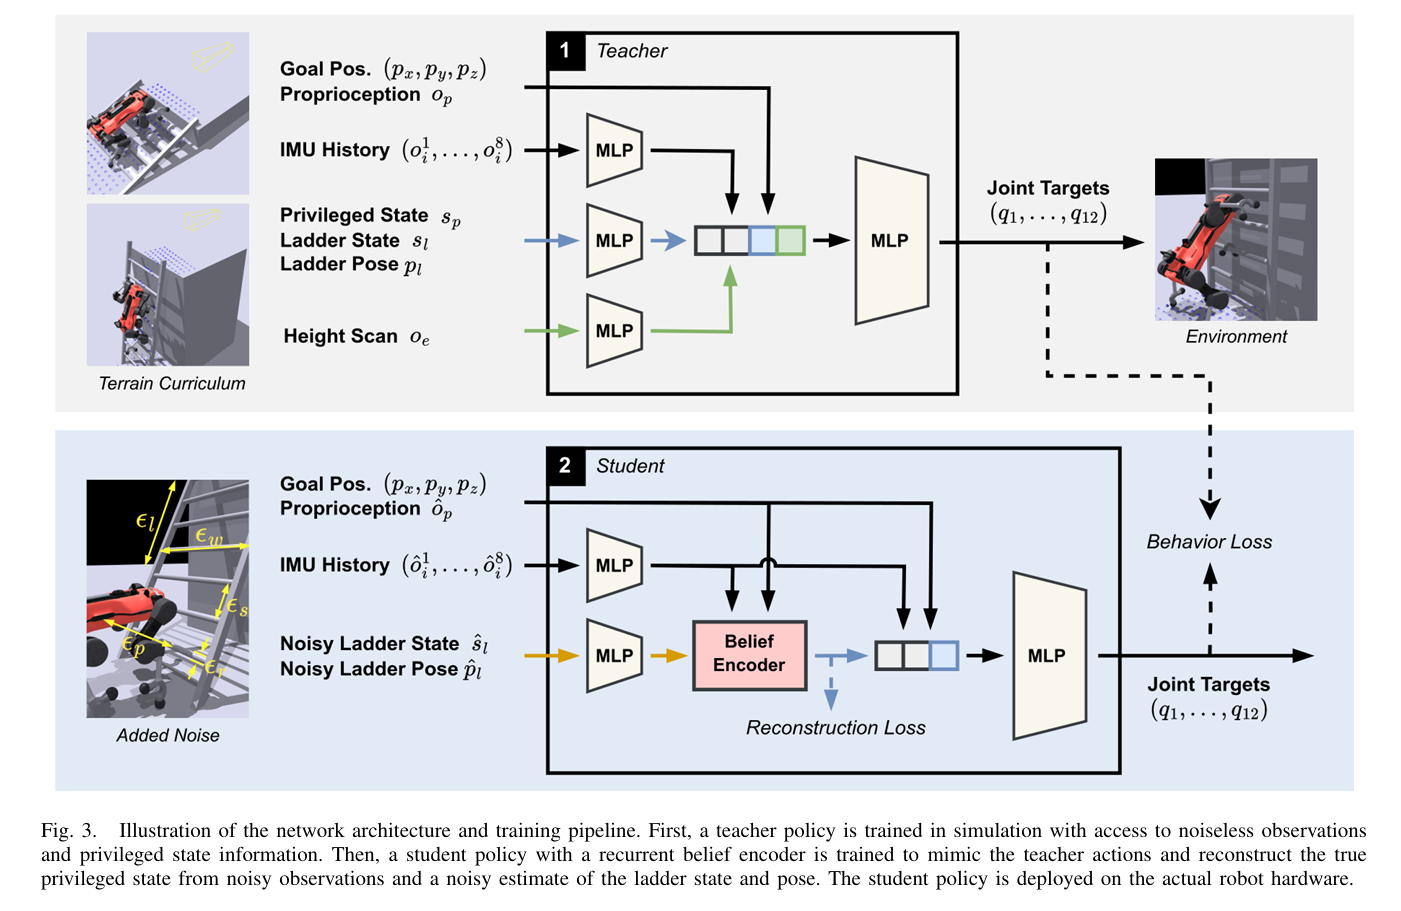 1 Teacher
Goal Pos. (pₓ, p_y, p_z)
Proprioception o_p
IMU History (o_i^1, . . . , o_i^8)
MLP
Privileged State s_p
Ladder State s_l
Ladder Pose p_l
MLP
Height Scan o_e
MLP
MLP
Joint Targets
(q₁, . . . , q₁₂)
Terrain Curriculum
Environment
2 Student
Goal Pos. (pₓ, p_y, p_z)
Proprioception ô_p
IMU History (ô_i^1, . . . , ô_i^8)
MLP
Noisy Ladder State ŝ_l
Noisy Ladder Pose p̂_l
MLP
Belief
Encoder
Reconstruction Loss
MLP
Behavior Loss
Joint Targets
(q₁, . . . , q₁₂)
ϵ_l
ϵ_w
ϵ_s
ϵ_p
ϵ_r
Added Noise
Fig. 3. Illustration of the network architecture and training pipeline. First, a teacher policy is trained in simulation with access to noiseless observations
and privileged state information. Then, a student policy with a recurrent belief encoder is trained to mimic the teacher actions and reconstruct the true
privileged state from noisy observations and a noisy estimate of the ladder state and pose. The student policy is deployed on the actual robot hardware.